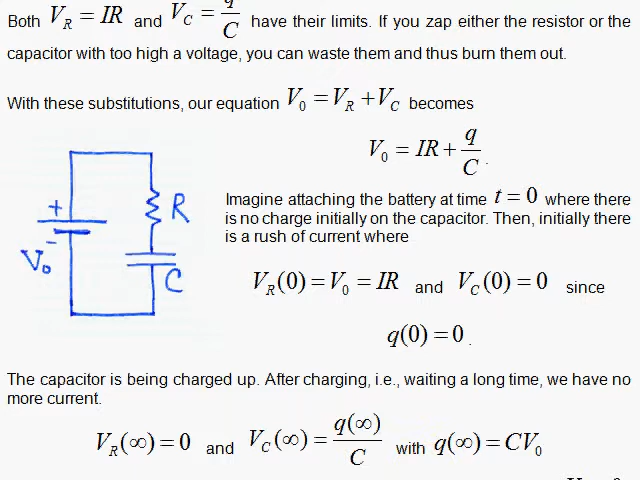 Both V_R = IR and V_C = q/C have their limits. If you zap either the resistor or the
capacitor with too high a voltage, you can waste them and thus burn them out.
With these substitutions, our equation V_0 = V_R + V_C becomes
V_0 = IR + q/C .
+
R
-
V_0
C
Imagine attaching the battery at time t = 0 where there
is no charge initially on the capacitor. Then, initially there
is a rush of current where
V_R(0) = V_0 = IR and V_C(0) = 0 since
q(0) = 0 .
The capacitor is being charged up. After charging, i.e., waiting a long time, we have no
more current.
V_R(∞) = 0 and V_C(∞) = q(∞)/C with q(∞) = CV_0